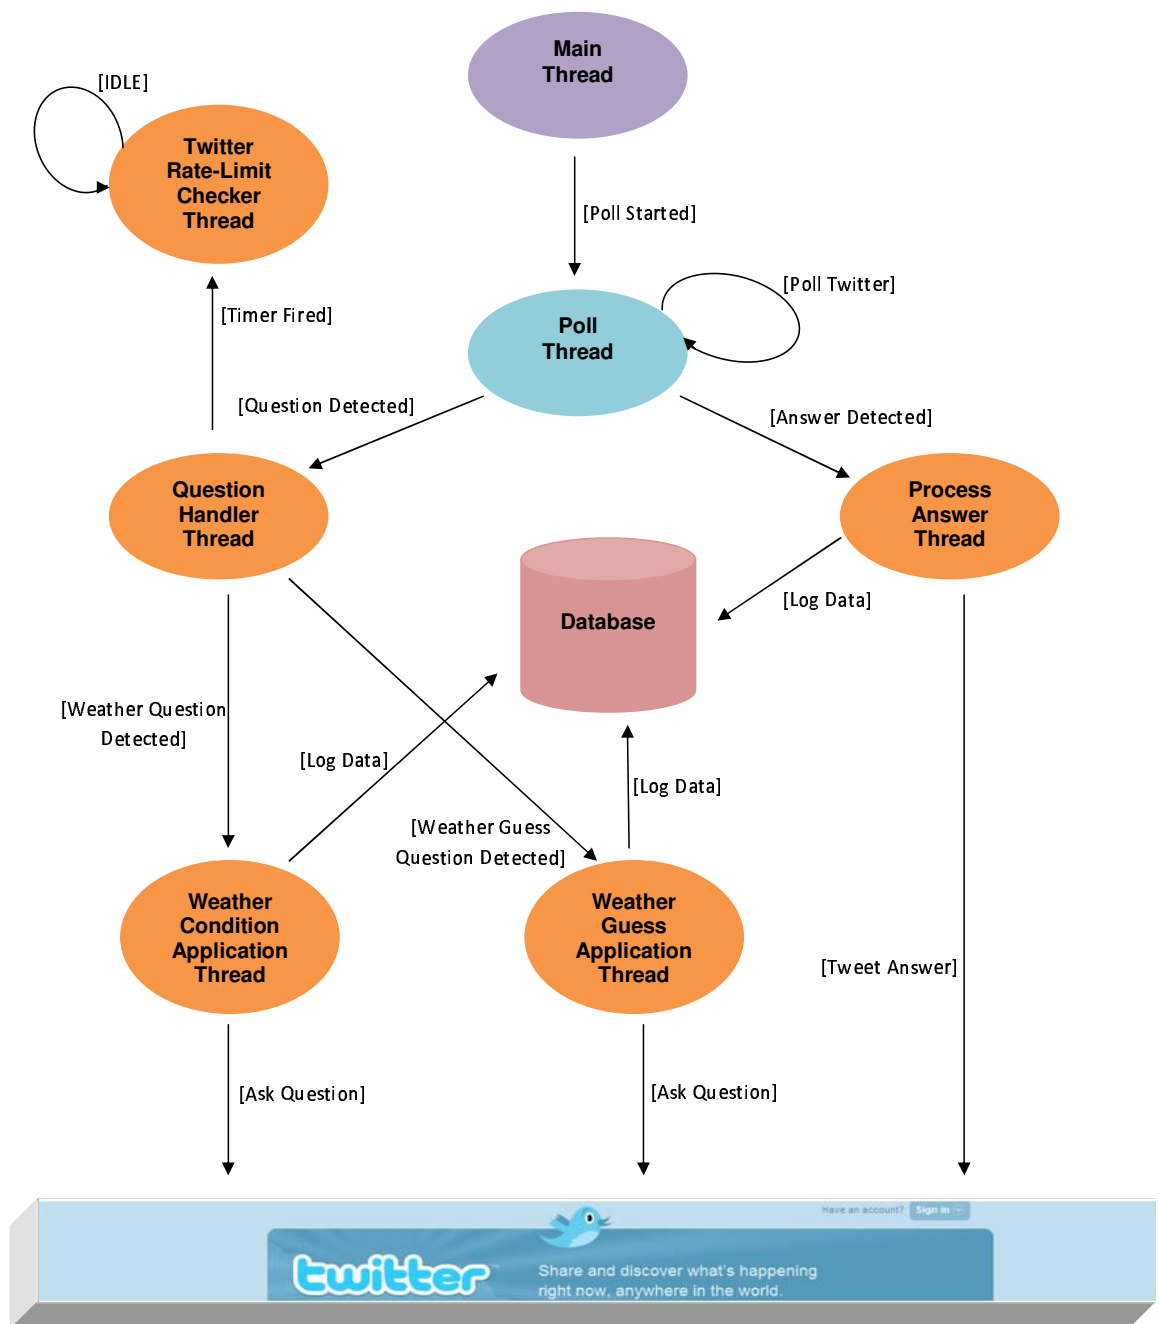 Main
Thread
[IDLE]
Twitter
Rate-Limit
Checker
Thread
[Poll Started]
[Poll Twitter]
[Timer Fired]
Poll
Thread
[Question Detected]
[Answer Detected]
Question
Handler
Thread
Process
Answer
Thread
[Log Data]
Database
[Weather Question
Detected]
[Log Data]
[Log Data]
[Weather Guess
Question Detected]
Weather
Condition
Application
Thread
Weather
Guess
Application
Thread
[Tweet Answer]
[Ask Question]
[Ask Question]
Have an account? Sign in
twitter
Share and discover what's happening
right now, anywhere in the world.